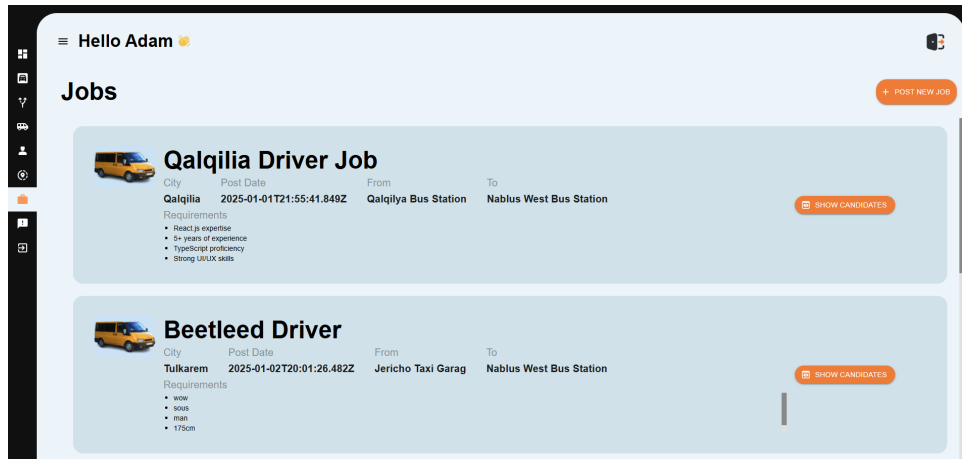 Hello Adam 👋
Jobs
+ POST NEW JOB
Qalqilia Driver Job
City Post Date From To
Qalqilia 2025-01-01T21:55:41.849Z Qalqilya Bus Station Nablus West Bus Station
SHOW CANDIDATES
Requirements
• React.js expertise
• 5+ years of experience
• TypeScript proficiency
• Strong UI/UX skills
Beetleed Driver
City Post Date From To
Tulkarem 2025-01-02T20:01:26.482Z Jericho Taxi Garag Nablus West Bus Station
SHOW CANDIDATES
Requirements
• wow
• sous
• man
• 175cm